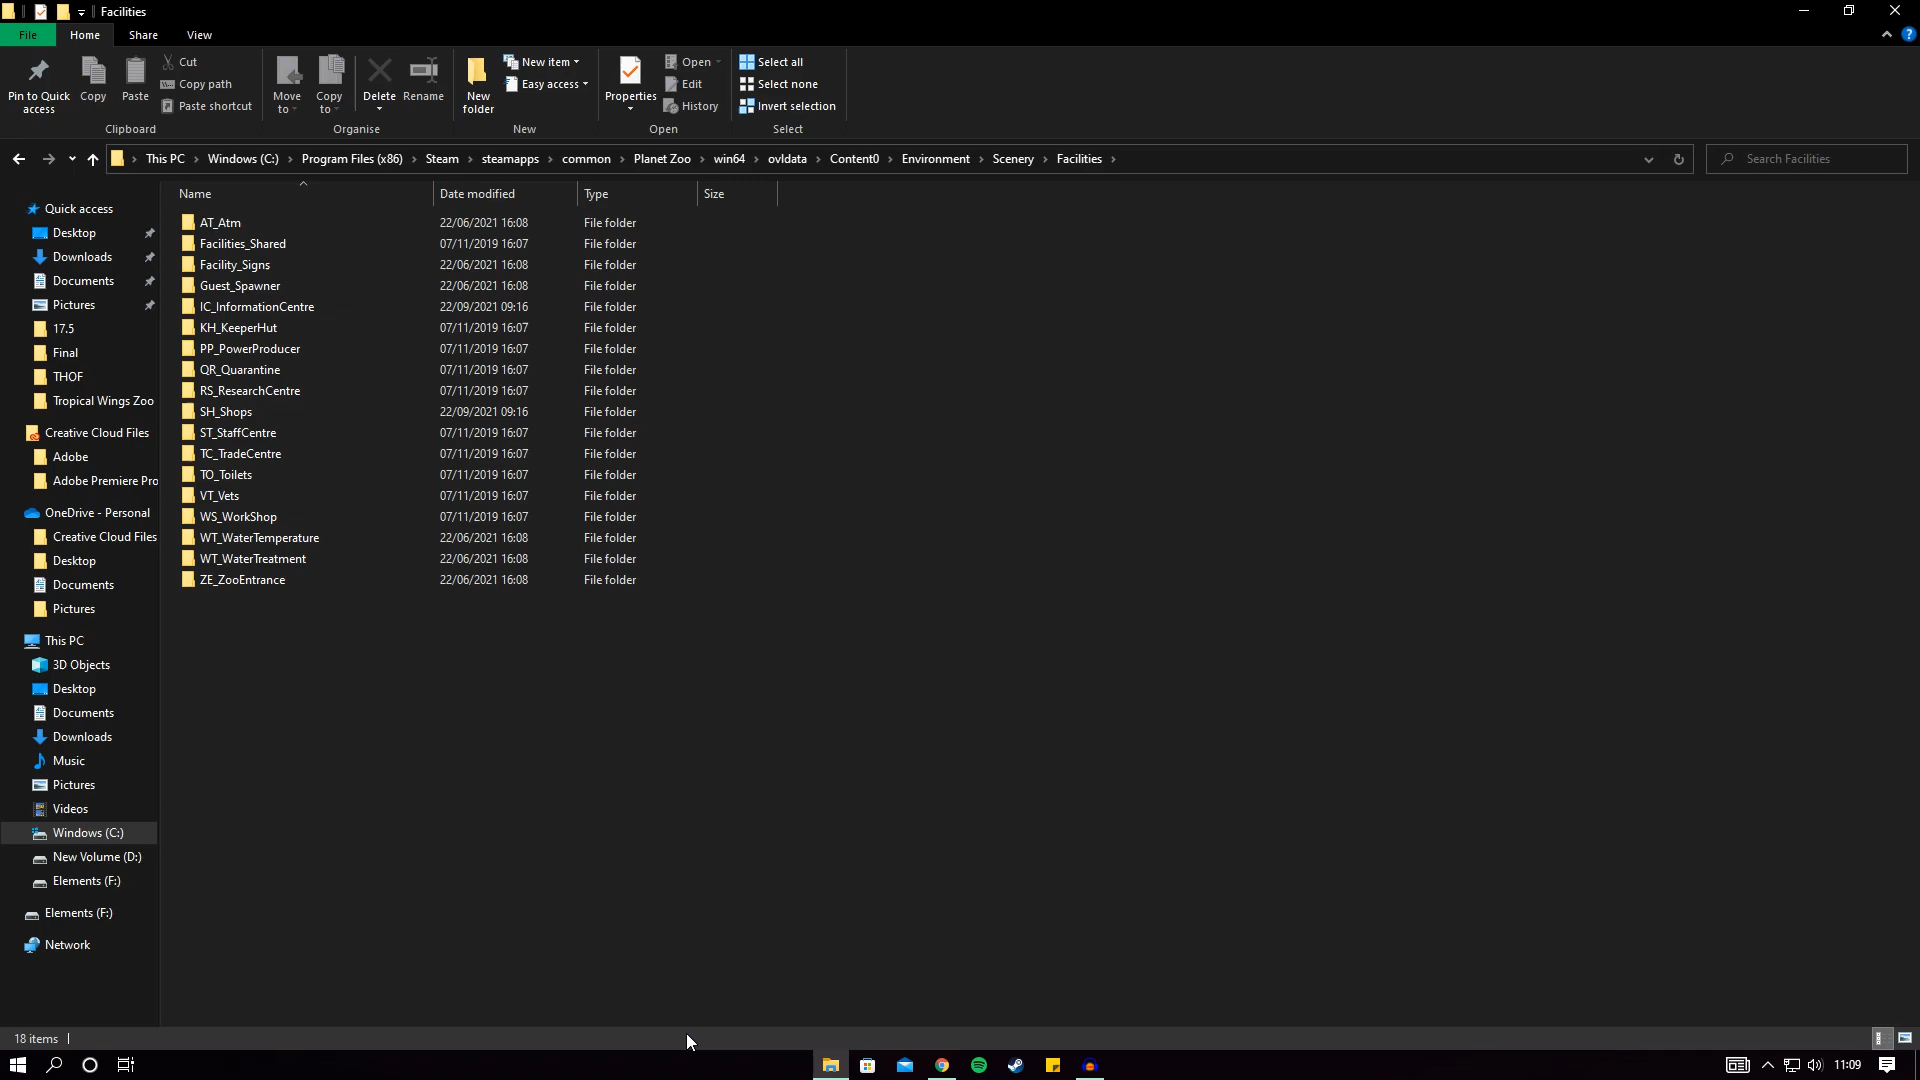 Facilities
File Home Share View
Pin to Quick access
Copy
Paste
Cut
Copy path
Paste shortcut
Clipboard
Move to
Copy to
Delete
Rename
Organise
New folder
New item
Easy access
New
Properties
Open
Edit
History
Open
Select all
Select none
Invert selection
Select
This PC > Windows (C:) > Program Files (x86) > Steam > steamapps > common > Planet Zoo > win64 > ovldata > Content0 > Environment > Scenery > Facilities >
Search Facilities
Quick access
Desktop
Downloads
Documents
Pictures
17.5
Final
THOF
Tropical Wings Zoo
Creative Cloud Files
Adobe
Adobe Premiere Pro
OneDrive - Personal
Creative Cloud Files
Desktop
Documents
Pictures
This PC
3D Objects
Desktop
Documents
Downloads
Music
Pictures
Videos
Windows (C:)
New Volume (D:)
Elements (F:)
Elements (F:)
Network
Name Date modified Type Size
AT_Atm 22/06/2021 16:08 File folder
Facilities_Shared 07/11/2019 16:07 File folder
Facility_Signs 22/06/2021 16:08 File folder
Guest_Spawner 22/06/2021 16:08 File folder
IC_InformationCentre 22/09/2021 09:16 File folder
KH_KeeperHut 07/11/2019 16:07 File folder
PP_PowerProducer 07/11/2019 16:07 File folder
QR_Quarantine 07/11/2019 16:07 File folder
RS_ResearchCentre 07/11/2019 16:07 File folder
SH_Shops 22/09/2021 09:16 File folder
ST_StaffCentre 07/11/2019 16:07 File folder
TC_TradeCentre 07/11/2019 16:07 File folder
TO_Toilets 07/11/2019 16:07 File folder
VT_Vets 07/11/2019 16:07 File folder
WS_WorkShop 07/11/2019 16:07 File folder
WT_WaterTemperature 22/06/2021 16:08 File folder
WT_WaterTreatment 22/06/2021 16:08 File folder
ZE_ZooEntrance 22/06/2021 16:08 File folder
18 items
11:09